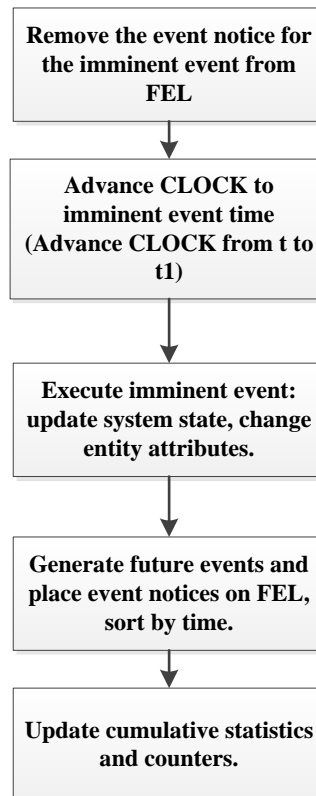 Remove the event notice for
the imminent event from
FEL
Advance CLOCK to
imminent event time
(Advance CLOCK from t to
t1)
Execute imminent event:
update system state, change
entity attributes.
Generate future events and
place event notices on FEL,
sort by time.
Update cumulative statistics
and counters.